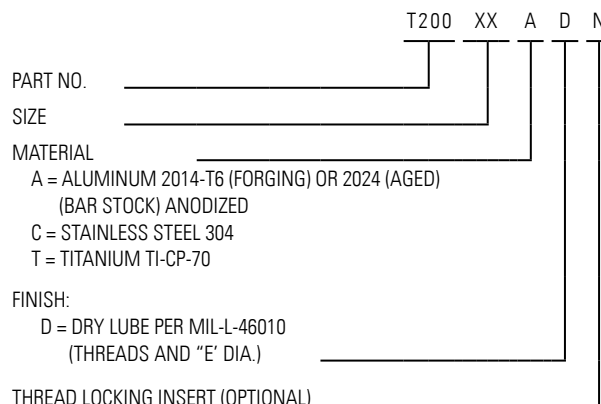 T200 XX A D N
PART NO.
SIZE
MATERIAL
A = ALUMINUM 2014-T6 (FORGING) OR 2024 (AGED)
(BAR STOCK) ANODIZED
C = STAINLESS STEEL 304
T = TITANIUM TI-CP-70
FINISH:
D = DRY LUBE PER MIL-L-46010
(THREADS AND “E’ DIA.)
THREAD LOCKING INSERT (OPTIONAL)